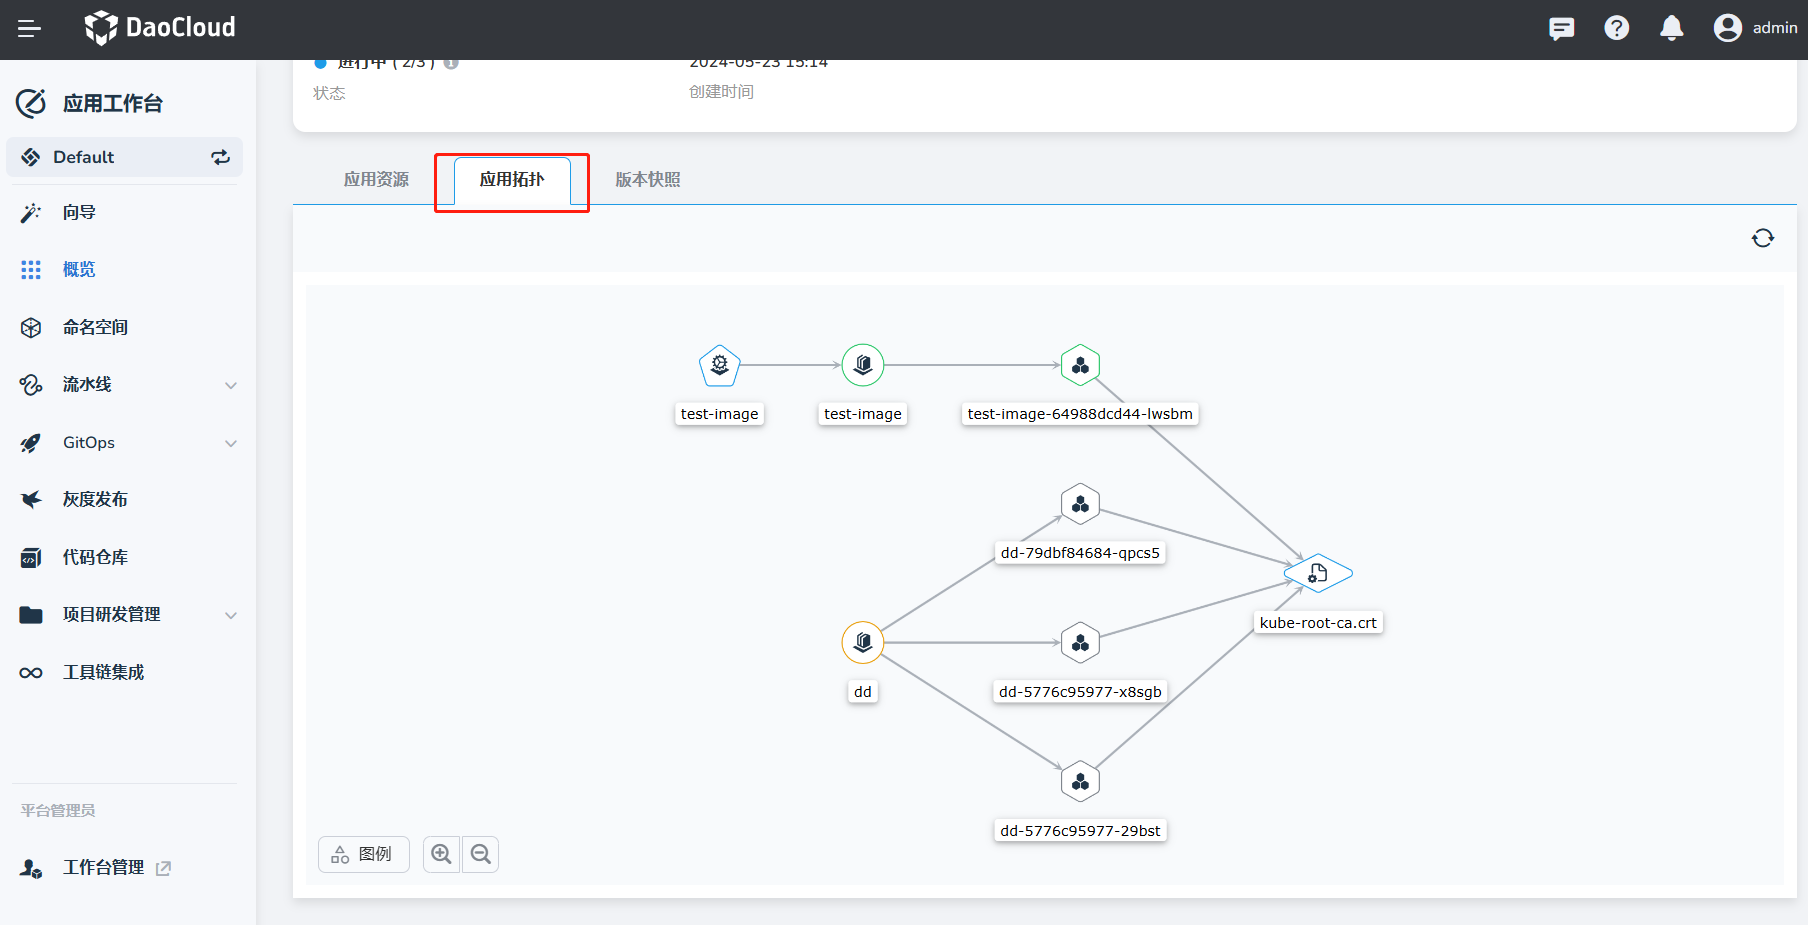 DaoCloud
admin
进行中 ( 2/3 )
2024-05-23 15:14
状态
创建时间
应用工作台
Default
向导
概览
命名空间
流水线
GitOps
灰度发布
代码仓库
项目研发管理
工具链集成
平台管理员
工作台管理
应用资源
应用拓扑
版本快照
test-image
test-image
test-image-64988dcd44-lwsbm
dd-79dbf84684-qpcs5
kube-root-ca.crt
dd
dd-5776c95977-x8sgb
dd-5776c95977-29bst
图例